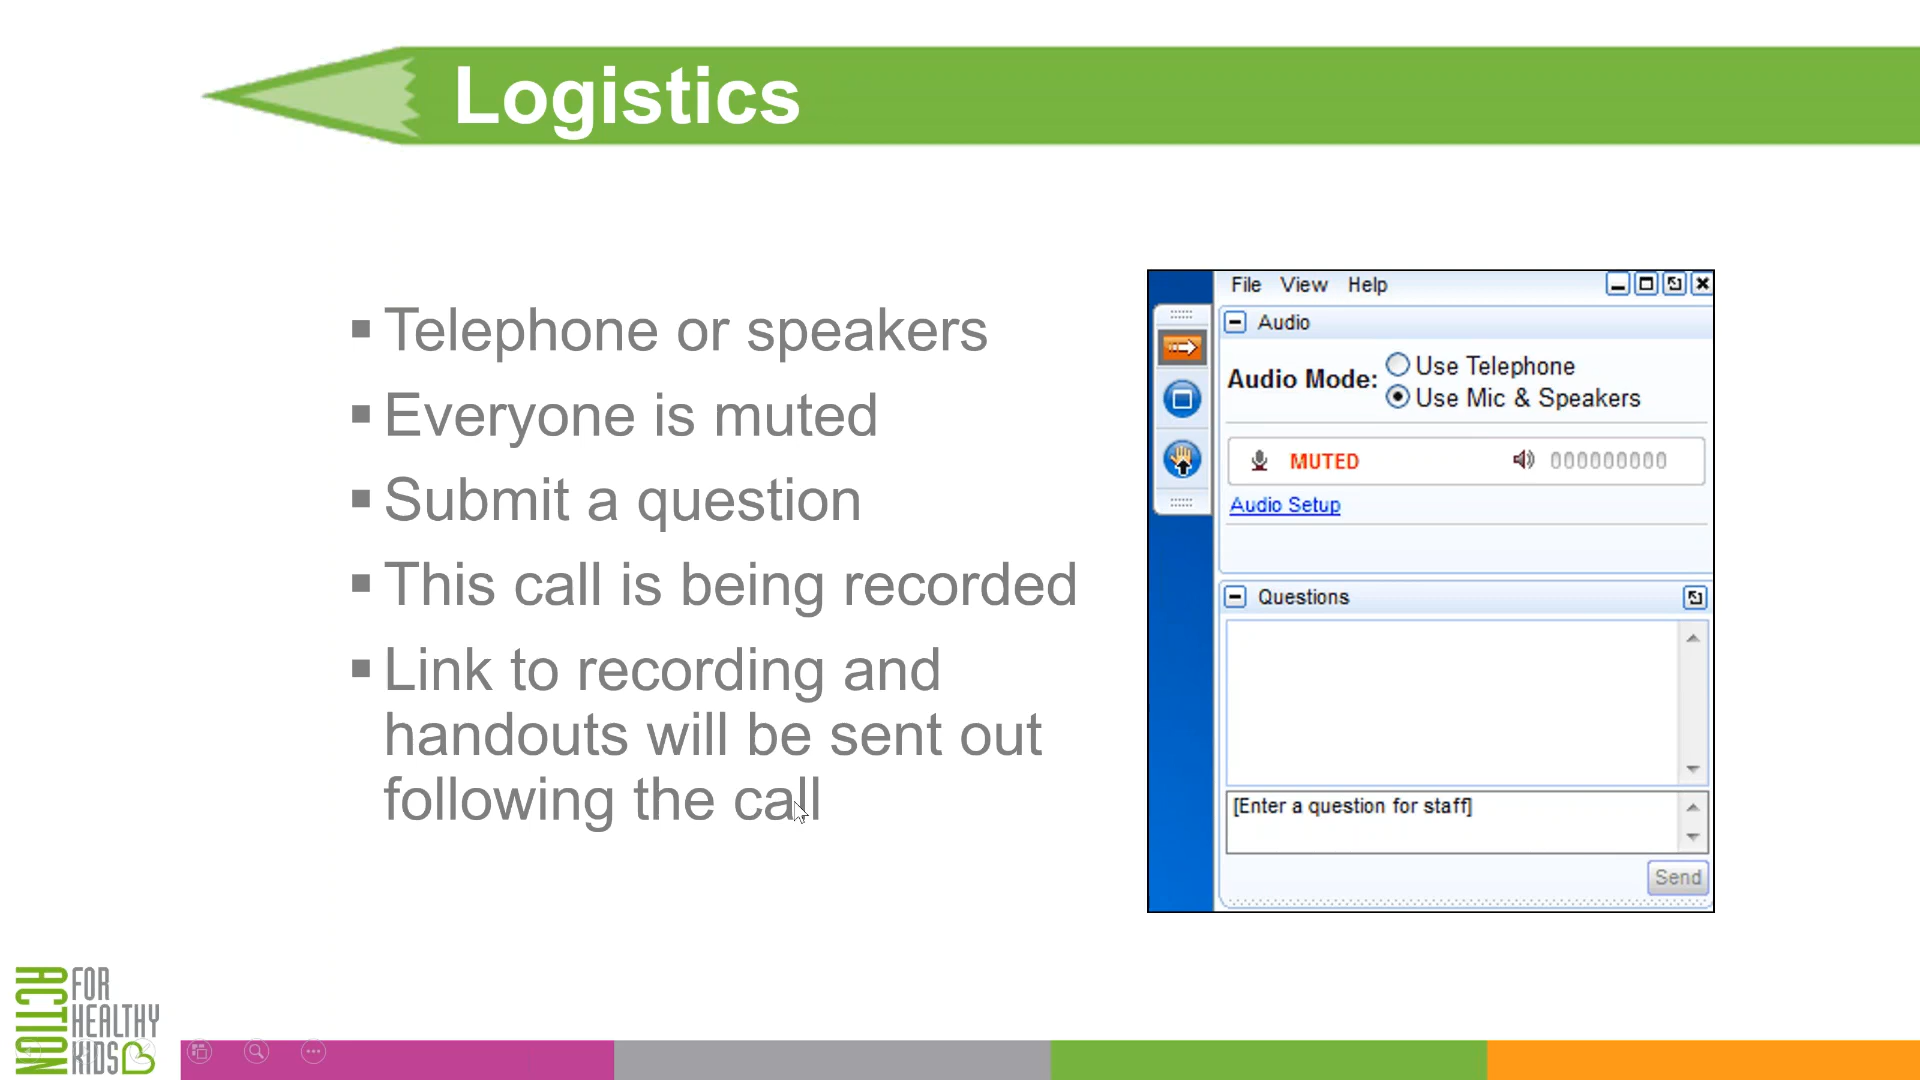 Logistics
▪ Telephone or speakers
▪ Everyone is muted
▪ Submit a question
▪ This call is being recorded
▪ Link to recording and
handouts will be sent out
following the call
File View Help
Audio
Audio Mode:
Use Telephone
Use Mic & Speakers
MUTED
000000000
Audio Setup
Questions
[Enter a question for staff]
Send
ACTION
FOR
HEALTHY
KIDS